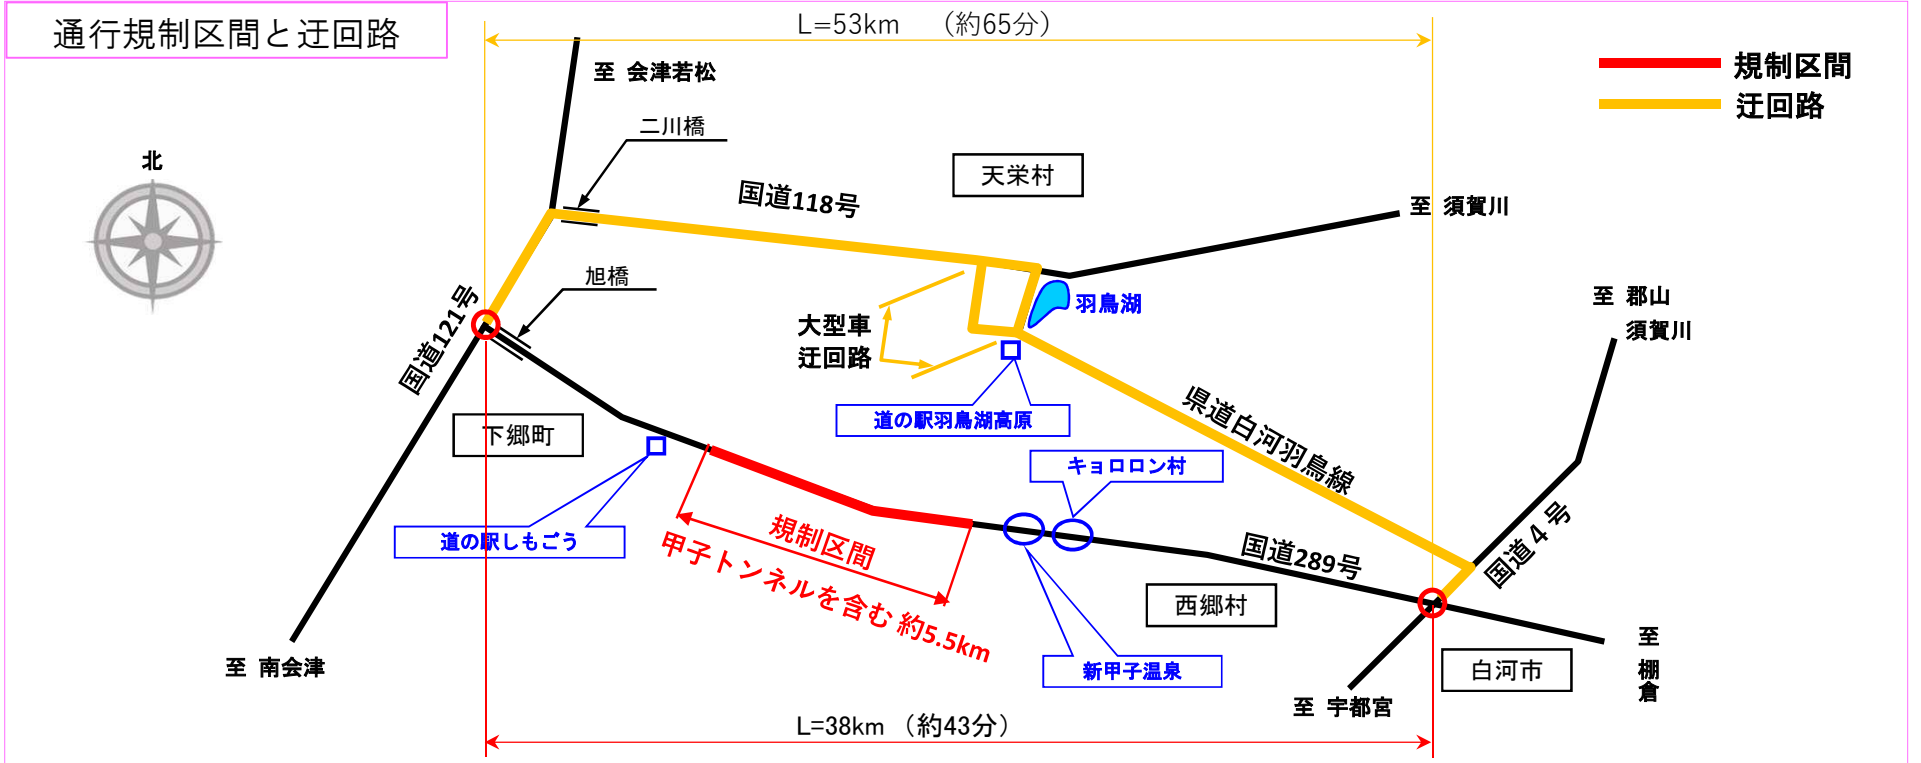 通行規制区間と迂回路
L=53km （約65分）
規制区間
迂回路
至 会津若松
二川橋
北
天栄村
国道118号
至 須賀川
旭橋
国道121号
羽鳥湖
大型車
迂回路
至 郡山
須賀川
道の駅羽鳥湖高原
県道白河羽鳥線
下郷町
キョロロン村
道の駅しもごう
規制区間
甲子トンネルを含む 約5.5km
国道289号
国道４号
西郷村
新甲子温泉
至 南会津
白河市
至
棚
倉
至 宇都宮
L=38km （約43分）